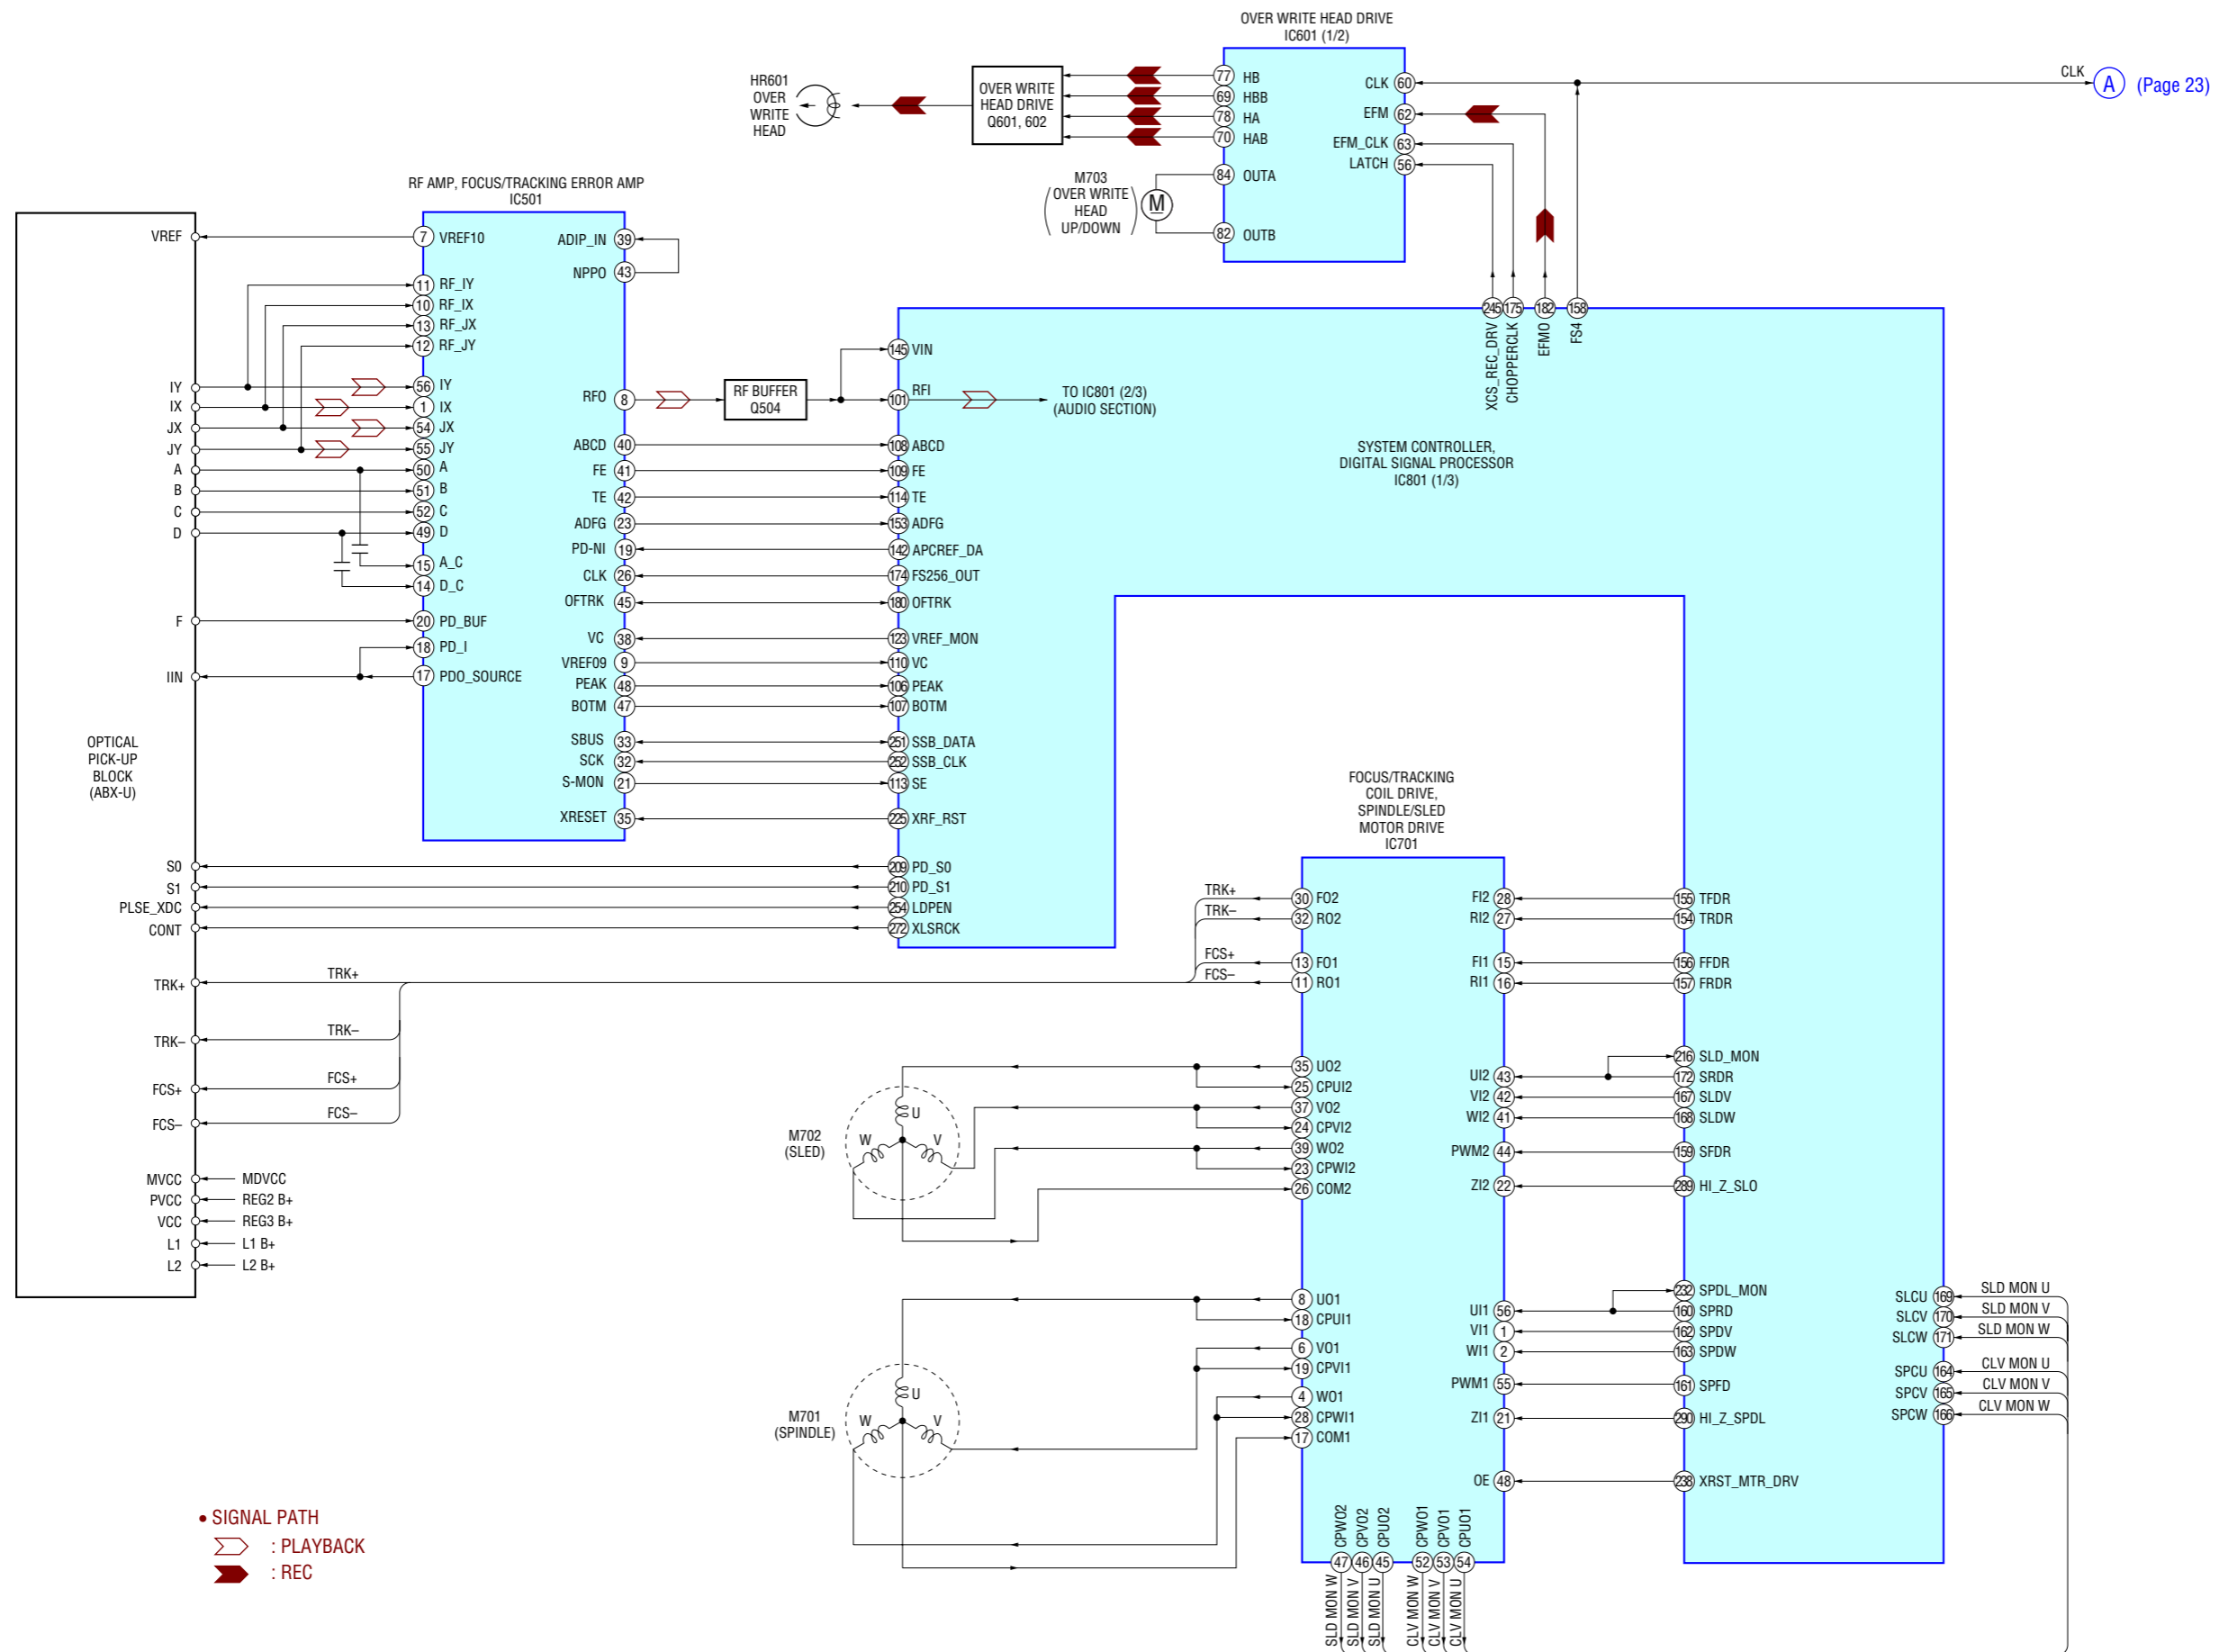 OVER WRITE HEAD DRIVE
IC601 (1/2)
HR601
OVER
WRITE
HEAD
OVER WRITE
HEAD DRIVE
Q601, 602
77 HB
69 HBB
78 HA
70 HAB
84 OUTA
82 OUTB
CLK 60
EFM 62
EFM_CLK 63
LATCH 56
CLK
A (Page 23)
M703
(OVER WRITE
HEAD
UP/DOWN)
M
RF AMP, FOCUS/TRACKING ERROR AMP
IC501
VREF
IY
IX
JX
JY
A
B
C
D
F
IIN
OPTICAL
PICK-UP
BLOCK
(ABX-U)
S0
S1
PLSE_XDC
CONT
TRK+
TRK–
FCS+
FCS–
MVCC
PVCC
VCC
L1
L2
MDVCC
REG2 B+
REG3 B+
L1 B+
L2 B+
TRK+
TRK–
FCS+
FCS–
7 VREF10
11 RF_IY
10 RF_IX
13 RF_JX
12 RF_JY
56 IY
1 IX
54 JX
55 JY
50 A
51 B
52 C
49 D
15 A_C
14 D_C
20 PD_BUF
18 PD_I
17 PDO_SOURCE
ADIP_IN 39
NPPO 43
RFO 8
ABCD 40
FE 41
TE 42
ADFG 23
PD-NI 19
CLK 26
OFTRK 45
VC 38
VREF09 9
PEAK 48
BOTM 47
SBUS 33
SCK 32
S-MON 21
XRESET 35
RF BUFFER
Q504
145 VIN
101 RFI
TO IC801 (2/3)
(AUDIO SECTION)
108 ABCD
109 FE
114 TE
153 ADFG
142 APCREF_DA
174 FS256_OUT
180 OFTRK
123 VREF_MON
110 VC
106 PEAK
107 BOTM
251 SSB_DATA
252 SSB_CLK
113 SE
225 XRF_RST
209 PD_S0
210 PD_S1
254 LDPEN
272 XLSRCK
245 XCS_REC_DRV
175 CHOPPERCLK
182 EFMO
158 FS4
SYSTEM CONTROLLER,
DIGITAL SIGNAL PROCESSOR
IC801 (1/3)
FOCUS/TRACKING
COIL DRIVE,
SPINDLE/SLED
MOTOR DRIVE
IC701
TRK+
TRK–
FCS+
FCS–
30 FO2
32 RO2
13 FO1
11 RO1
35 UO2
25 CPUI2
37 VO2
24 CPVI2
39 WO2
23 CPWI2
26 COM2
8 UO1
18 CPUI1
6 VO1
19 CPVI1
4 WO1
28 CPWI1
17 COM1
FI2 28
RI2 27
FI1 15
RI1 16
UI2 43
VI2 42
WI2 41
PWM2 44
ZI2 22
UI1 56
VI1 1
WI1 2
PWM1 55
ZI1 21
OE 48
155 TFDR
154 TRDR
156 FFDR
157 FRDR
216 SLD_MON
172 SRDR
167 SLDV
168 SLDW
159 SFDR
289 HI_Z_SLO
232 SPDL_MON
160 SPRD
162 SPDV
163 SPDW
161 SPFD
290 HI_Z_SPDL
238 XRST_MTR_DRV
SLCU 169 SLD MON U
SLCV 170 SLD MON V
SLCW 171 SLD MON W
SPCU 164 CLV MON U
SPCV 165 CLV MON V
SPCW 166 CLV MON W
M702
(SLED)
U
W V
M701
(SPINDLE)
U
W V
CPWO2 47 SLD MON W
CPVO2 46 SLD MON V
CPUO2 45 SLD MON U
CPWO1 52 CLV MON W
CPVO1 53 CLV MON V
CPUO1 54 CLV MON U
• SIGNAL PATH
: PLAYBACK
: REC